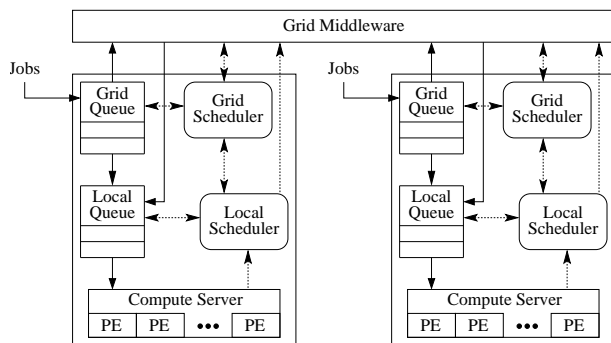 Grid Middleware
Jobs
Grid
Queue
Grid
Scheduler
Local
Queue
Local
Scheduler
Compute Server
PE PE ••• PE
Jobs
Grid
Queue
Grid
Scheduler
Local
Queue
Local
Scheduler
Compute Server
PE PE ••• PE